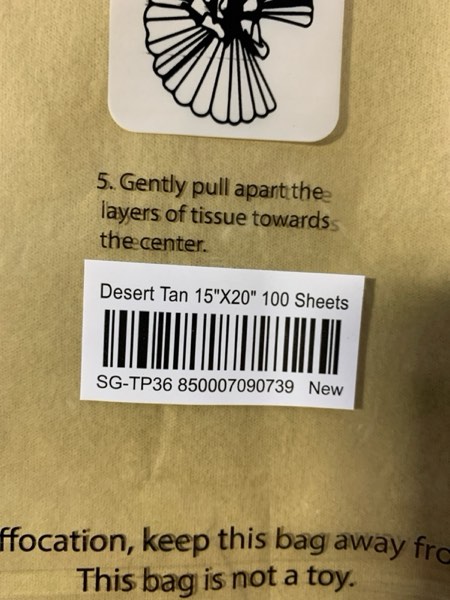 5. Gently pull apart the
layers of tissue towards
the center.
Desert Tan 15"X20" 100 Sheets
SG-TP36 850007090739 New
ffocation, keep this bag away fro
This bag is not a toy.